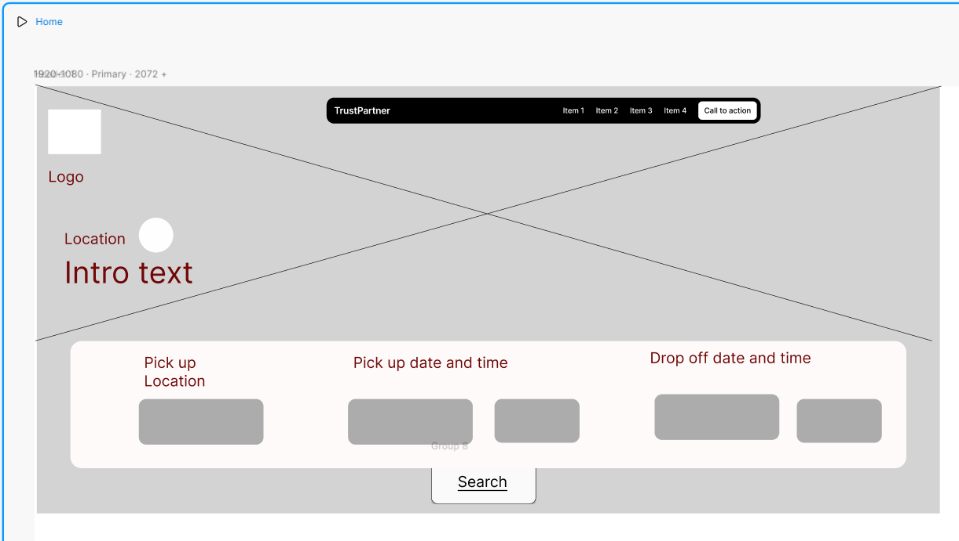 Home
1080 · Primary · 2072 +
TrustPartner Item 1 Item 2 Item 3 Item 4 Call to action
Logo
Location
Intro text
Pick up
Location
Pick up date and time
Drop off date and time
Group 8
Search